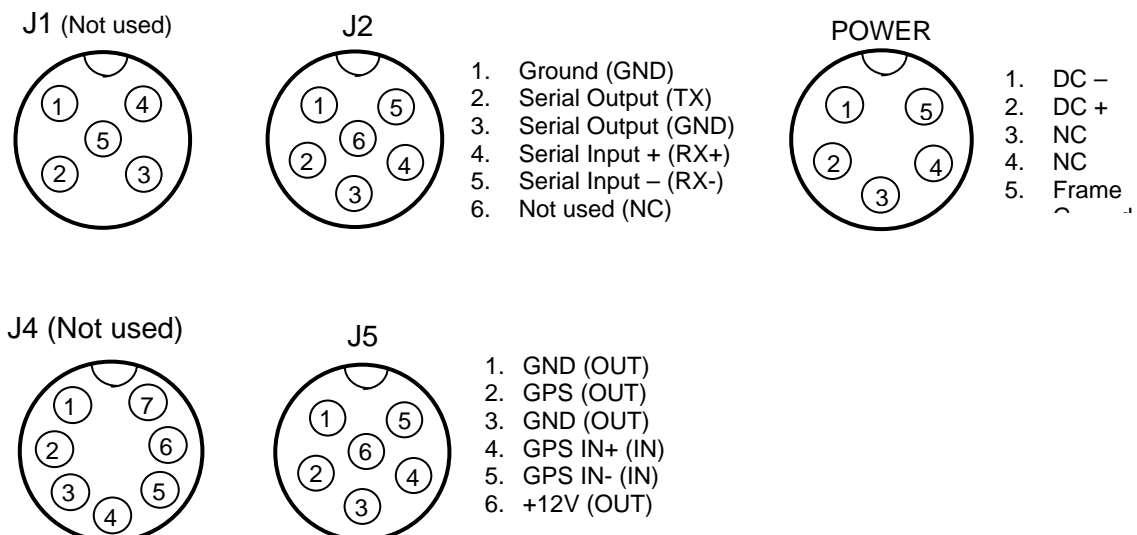 J1 (Not used)
1
4
5
2
3
J2
1
5
6
2
4
3
1. Ground (GND)
2. Serial Output (TX)
3. Serial Output (GND)
4. Serial Input + (RX+)
5. Serial Input – (RX-)
6. Not used (NC)
POWER
1
5
2
4
3
1. DC –
2. DC +
3. NC
4. NC
5. Frame
J4 (Not used)
1
7
2
6
3
5
4
J5
1
5
6
2
4
3
1. GND (OUT)
2. GPS (OUT)
3. GND (OUT)
4. GPS IN+ (IN)
5. GPS IN- (IN)
6. +12V (OUT)